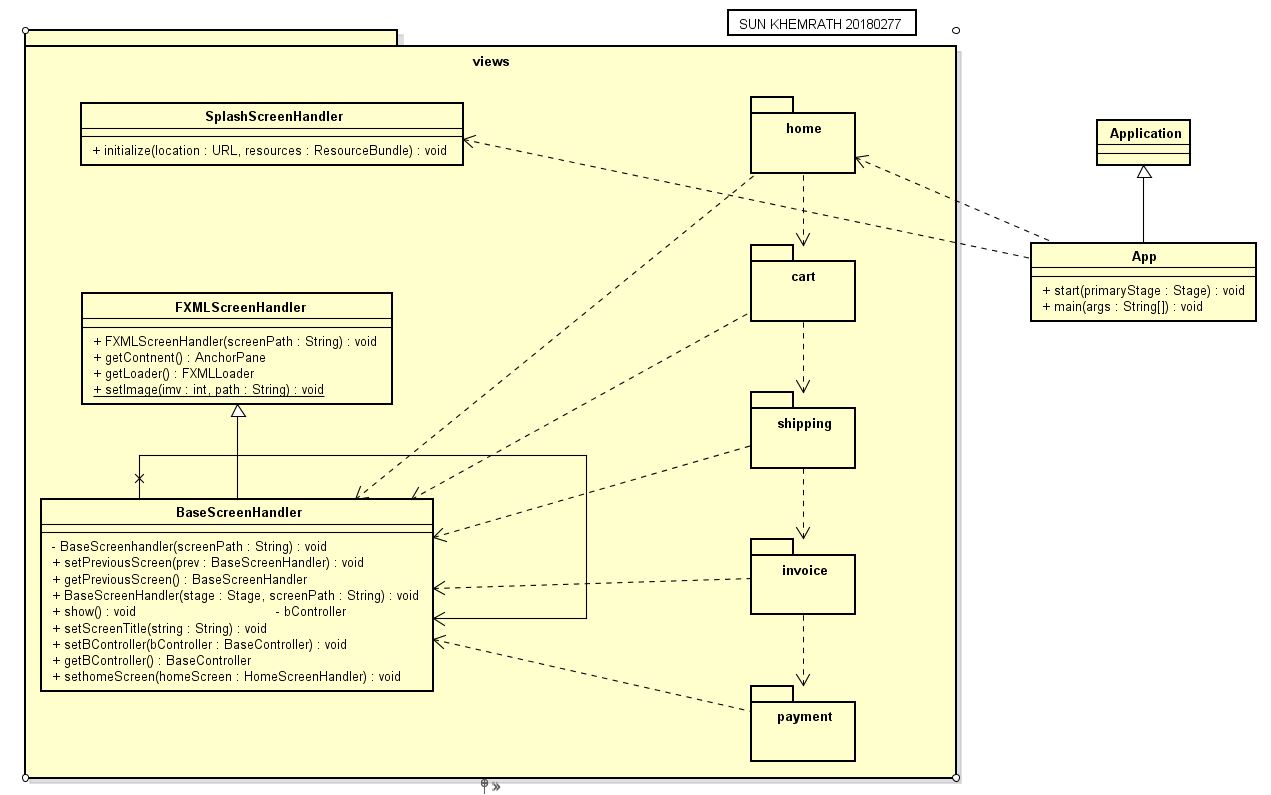 SUN KHEMRATH 20180277
views
SplashScreenHandler
+ initialize(location : URL, resources : ResourceBundle) : void
home
Application
App
+ start(primaryStage : Stage) : void
+ main(args : String[]) : void
cart
FXMLScreenHandler
+ FXMLScreenHandler(screenPath : String) : void
+ getContnent() : AnchorPane
+ getLoader() : FXMLLoader
+ setImage(imv : int, path : String) : void
shipping
BaseScreenHandler
- BaseScreenhandler(screenPath : String) : void
+ setPreviousScreen(prev : BaseScreenHandler) : void
+ getPreviousScreen() : BaseScreenHandler
+ BaseScreenHandler(stage : Stage, screenPath : String) : void
+ show() : void
- bController
+ setScreenTitle(string : String) : void
+ setBController(bController : BaseController) : void
+ getBController() : BaseController
+ sethomeScreen(homeScreen : HomeScreenHandler) : void
invoice
payment